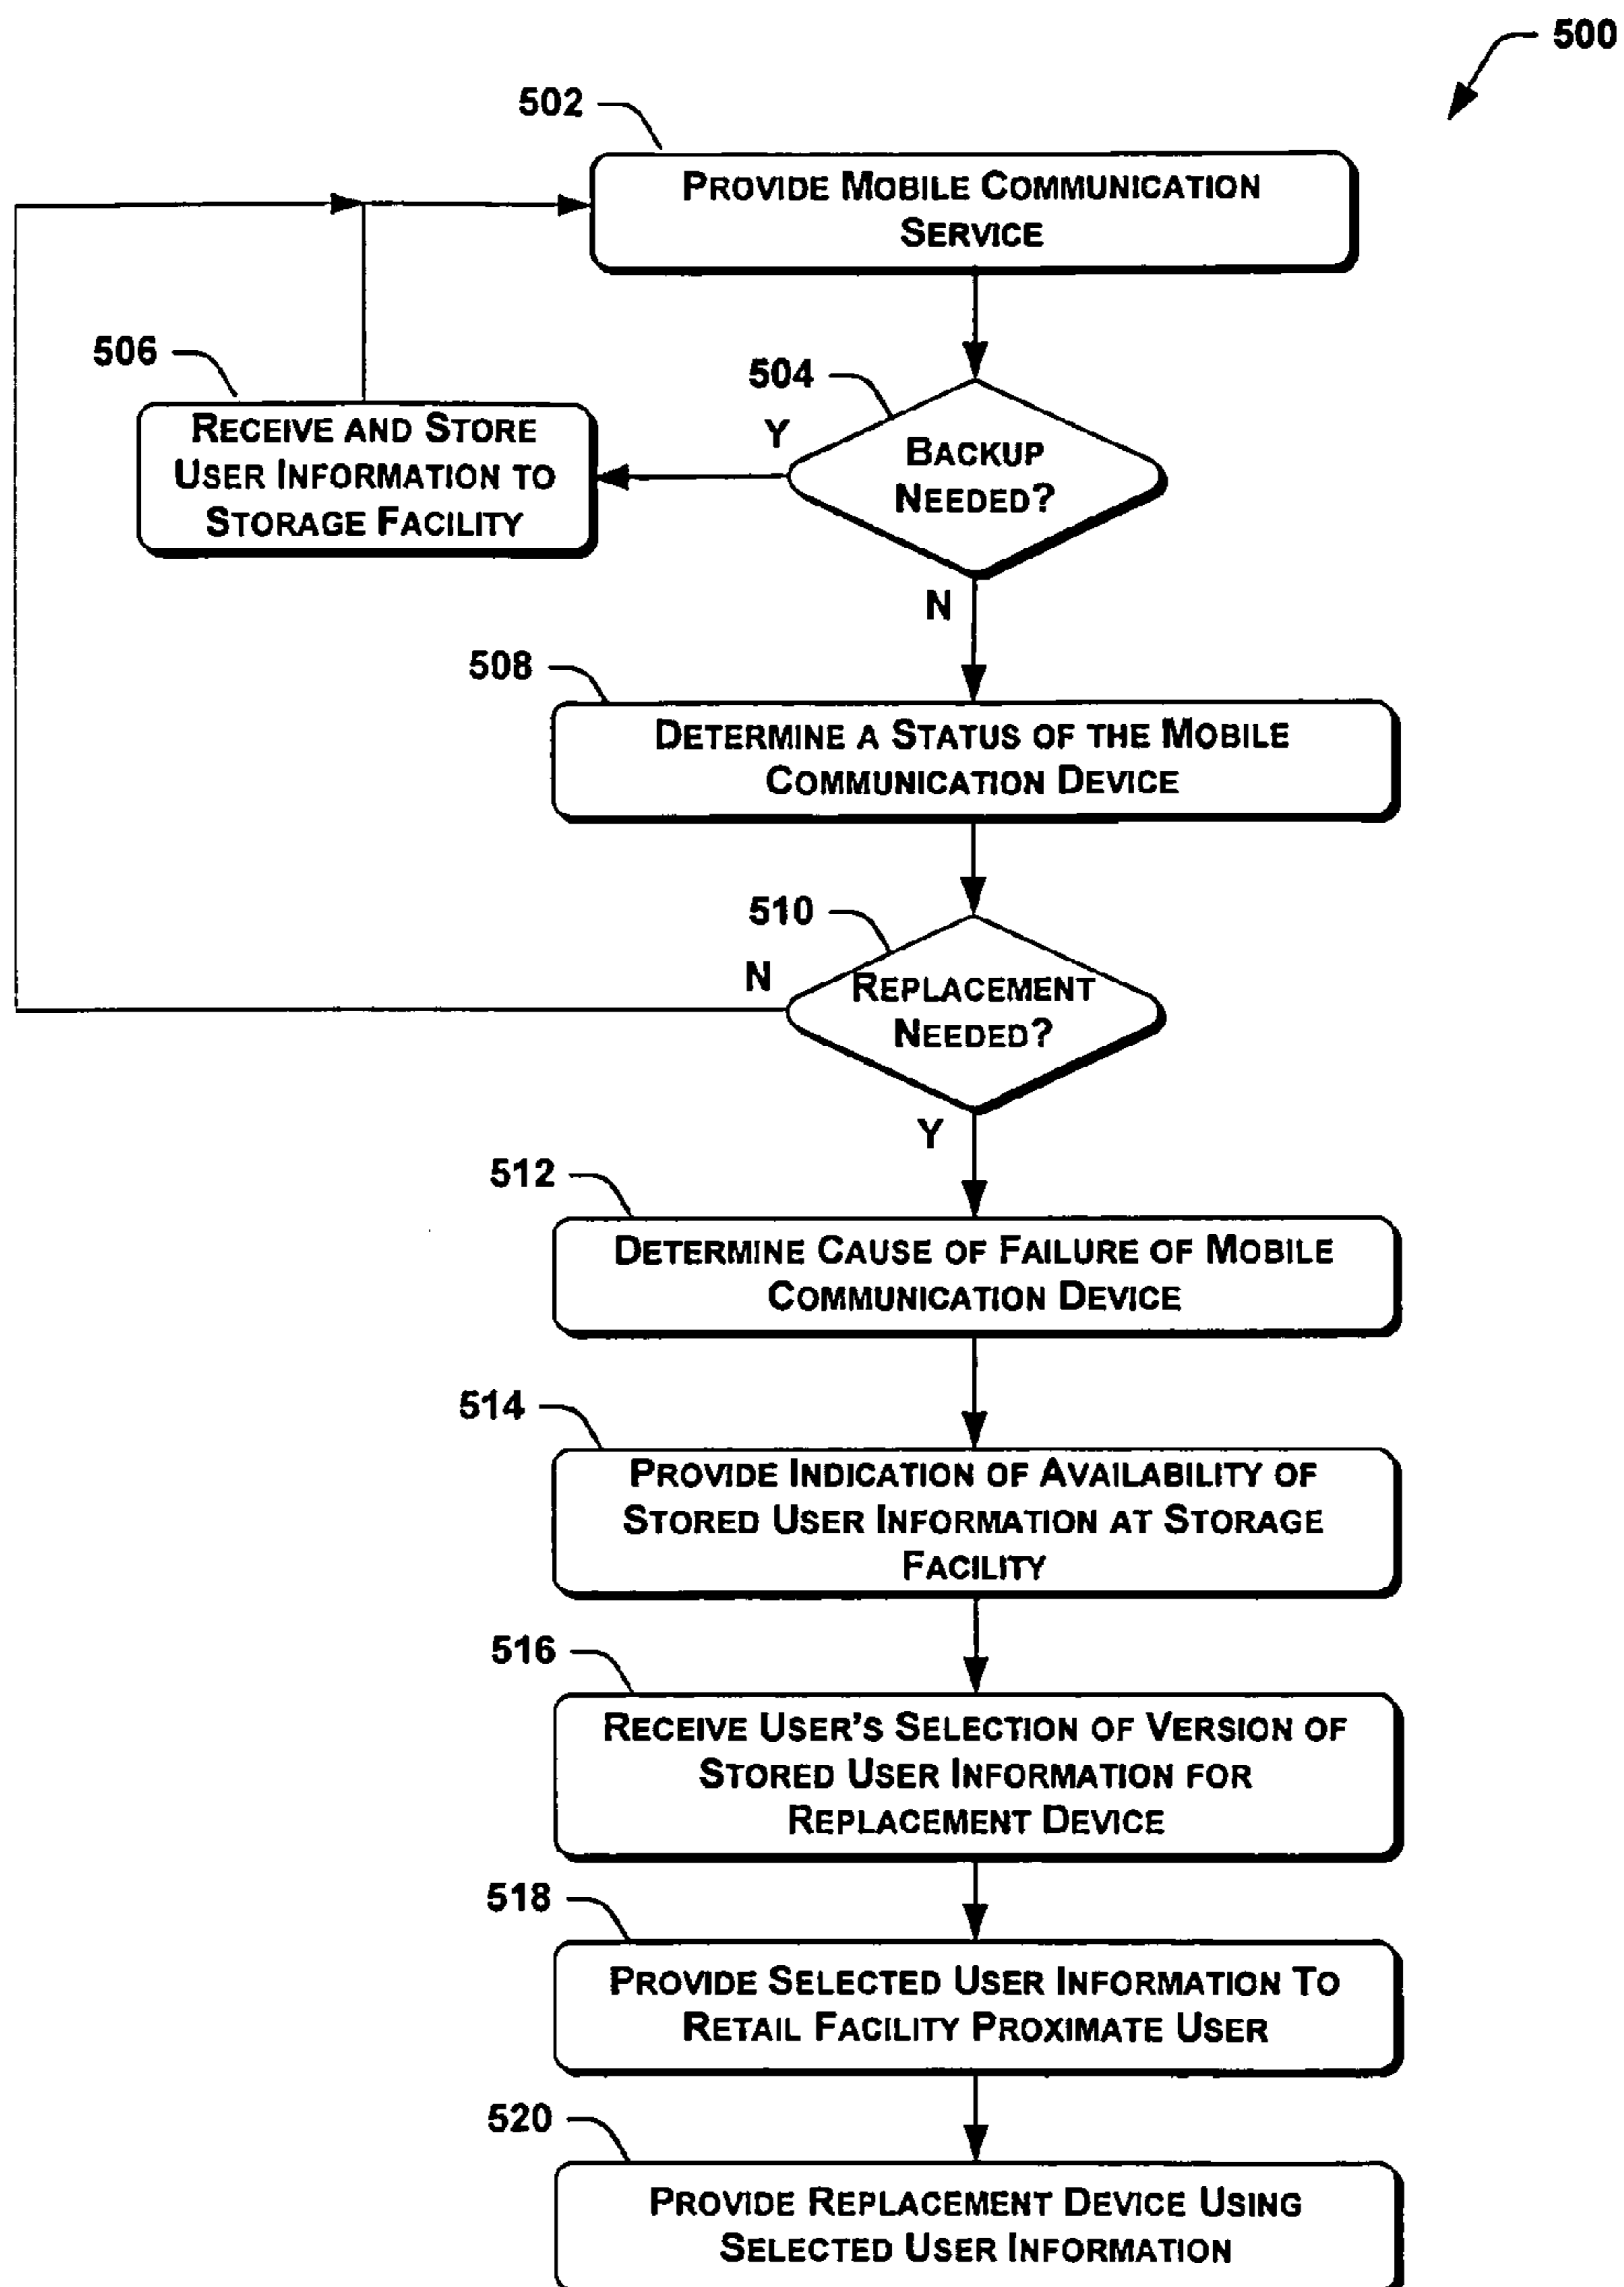 500
502
PROVIDE MOBILE COMMUNICATION
SERVICE
504
BACKUP
NEEDED?
Y
N
506
RECEIVE AND STORE
USER INFORMATION TO
STORAGE FACILITY
508
DETERMINE A STATUS OF THE MOBILE
COMMUNICATION DEVICE
510
REPLACEMENT
NEEDED?
N
Y
512
DETERMINE CAUSE OF FAILURE OF MOBILE
COMMUNICATION DEVICE
514
PROVIDE INDICATION OF AVAILABILITY OF
STORED USER INFORMATION AT STORAGE
FACILITY
516
RECEIVE USER'S SELECTION OF VERSION OF
STORED USER INFORMATION FOR
REPLACEMENT DEVICE
518
PROVIDE SELECTED USER INFORMATION TO
RETAIL FACILITY PROXIMATE USER
520
PROVIDE REPLACEMENT DEVICE USING
SELECTED USER INFORMATION